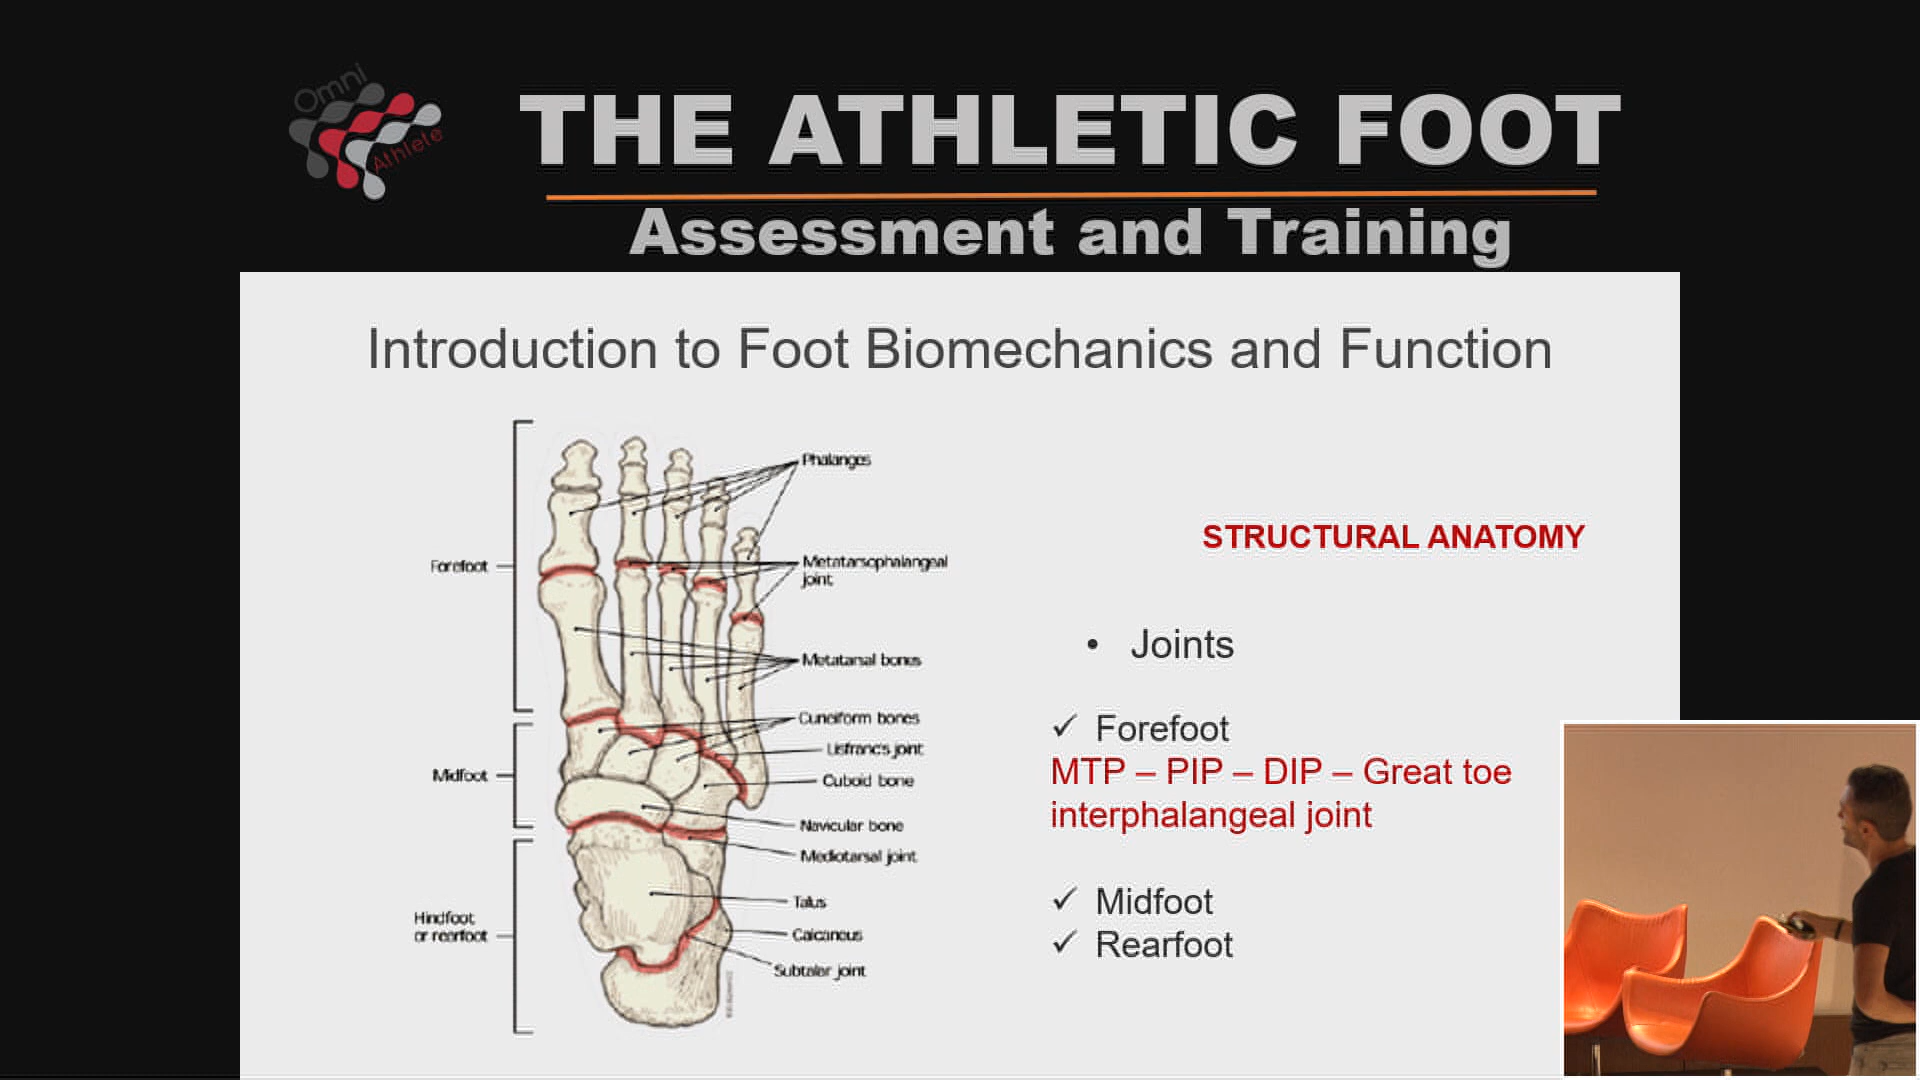 Omni
Athlete
THE ATHLETIC FOOT
Assessment and Training
Introduction to Foot Biomechanics and Function
Phalanges
Forefoot
Metatarsophalangeal
joint
Metatarsal bones
Cuneiform bones
Lisfranc's joint
Midfoot
Cuboid bone
Navicular bone
Mediotarsal joint
Talus
Hindfoot
or rearfoot
Calcaneus
Subtalar joint
STRUCTURAL ANATOMY
• Joints
✓ Forefoot
MTP – PIP – DIP – Great toe
interphalangeal joint
✓ Midfoot
✓ Rearfoot